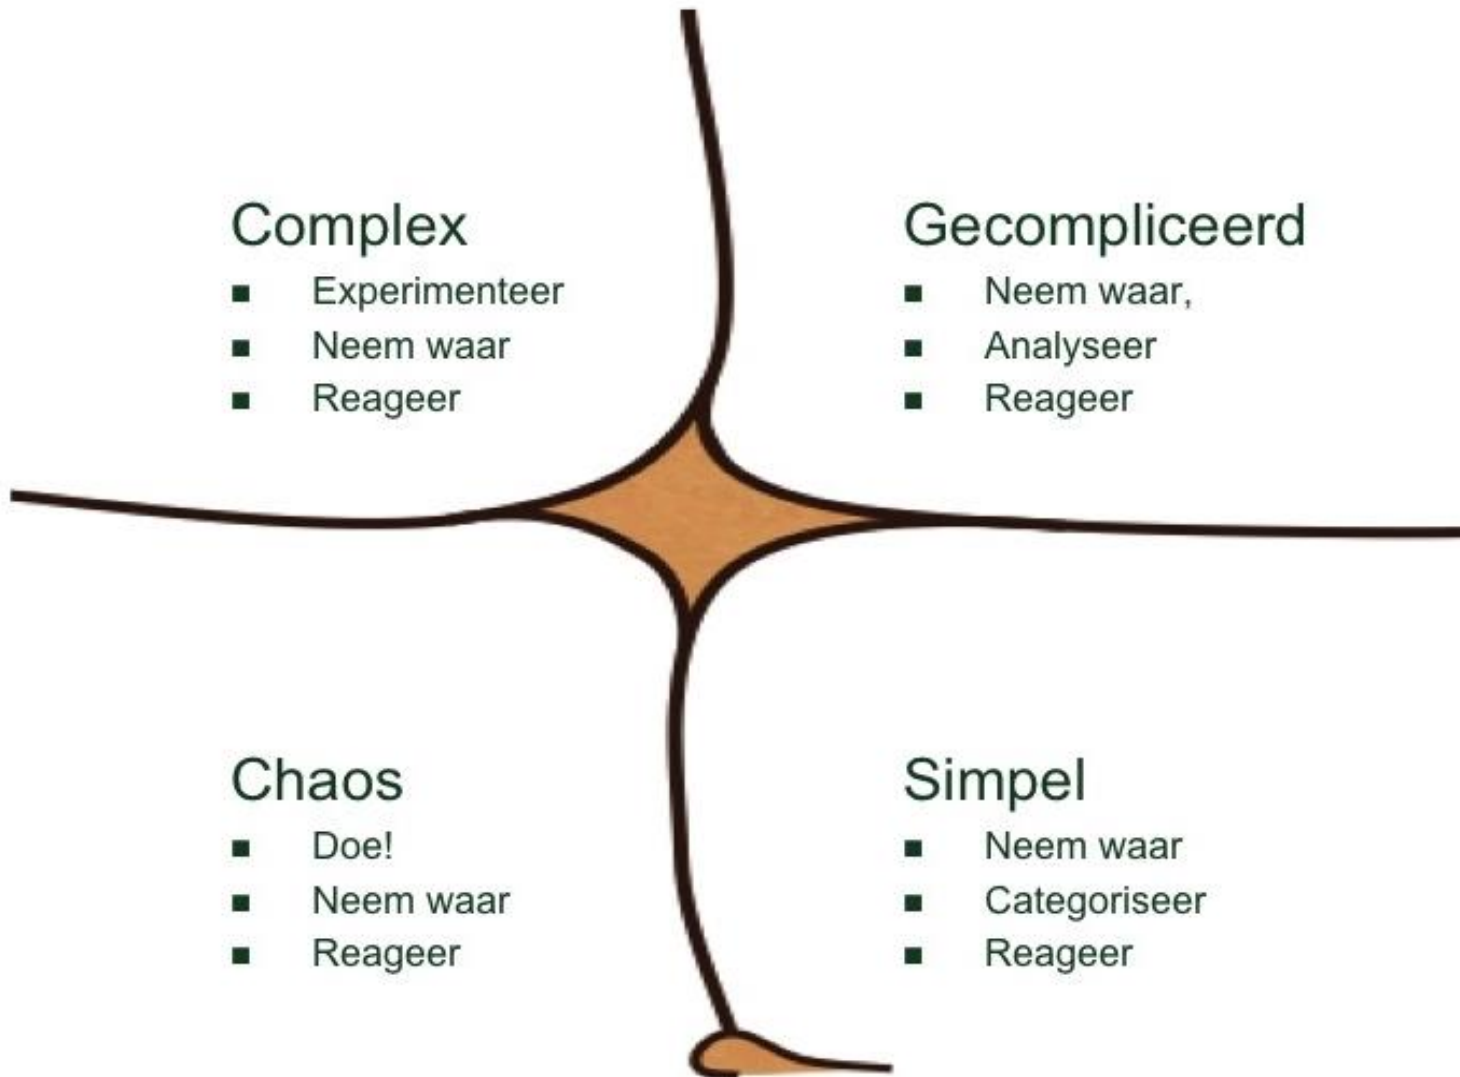 Complex
▪ Experimenteer
▪ Neem waar
▪ Reageer
Gecompliceerd
▪ Neem waar,
▪ Analyseer
▪ Reageer
Chaos
▪ Doe!
▪ Neem waar
▪ Reageer
Simpel
▪ Neem waar
▪ Categoriseer
▪ Reageer